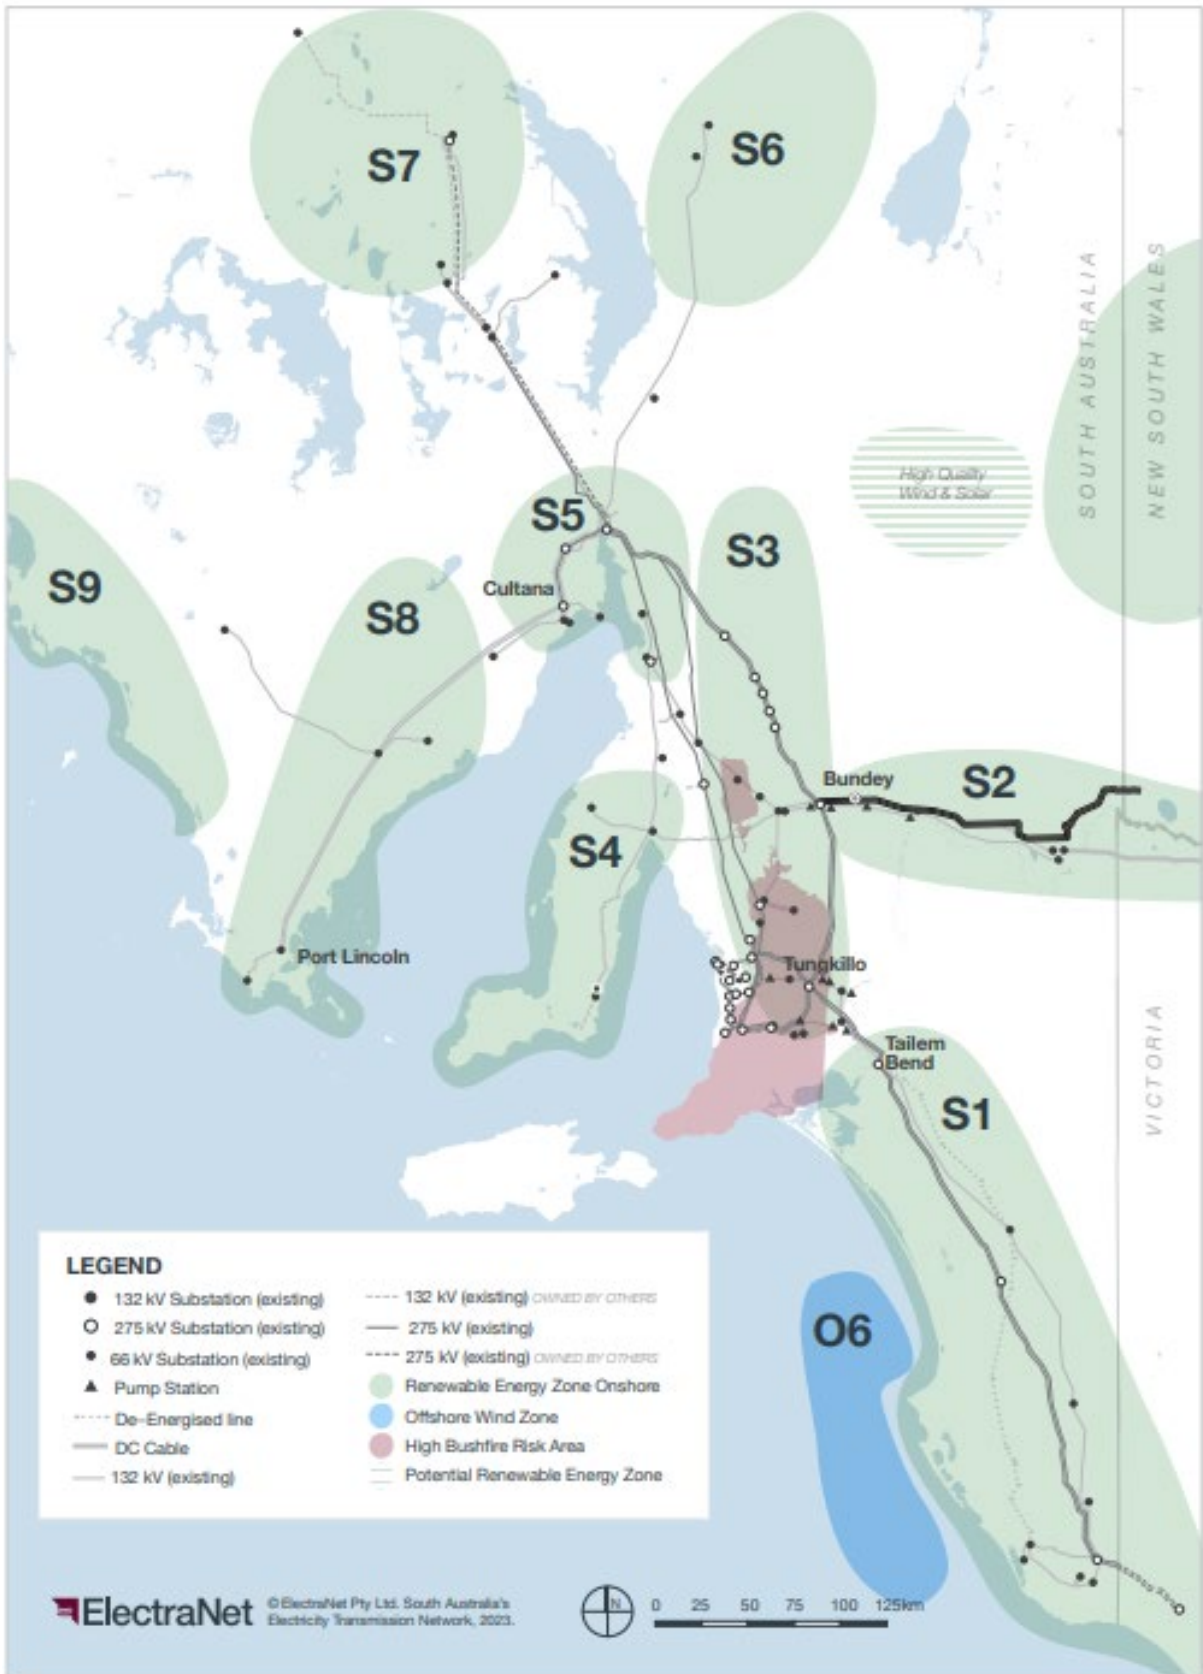 S7
S6
SOUTH AUSTRALIA
NEW SOUTH WALES
High Quality
Wind & Solar
S5
S3
S9
Cultana
S8
Bundey
S2
S4
Port Lincoln
Tungkillo
Tailem
Bend
VICTORIA
S1
O6
LEGEND
132 kV Substation (existing)
275 kV Substation (existing)
66 kV Substation (existing)
Pump Station
De-Energised line
DC Cable
132 kV (existing)
132 kV (existing) OWNED BY OTHERS
275 kV (existing)
275 kV (existing) OWNED BY OTHERS
Renewable Energy Zone Onshore
Offshore Wind Zone
High Bushfire Risk Area
Potential Renewable Energy Zone
ElectraNet
© ElectraNet Pty Ltd. South Australia's
Electricity Transmission Network, 2023.
N
0 25 50 75 100 125km